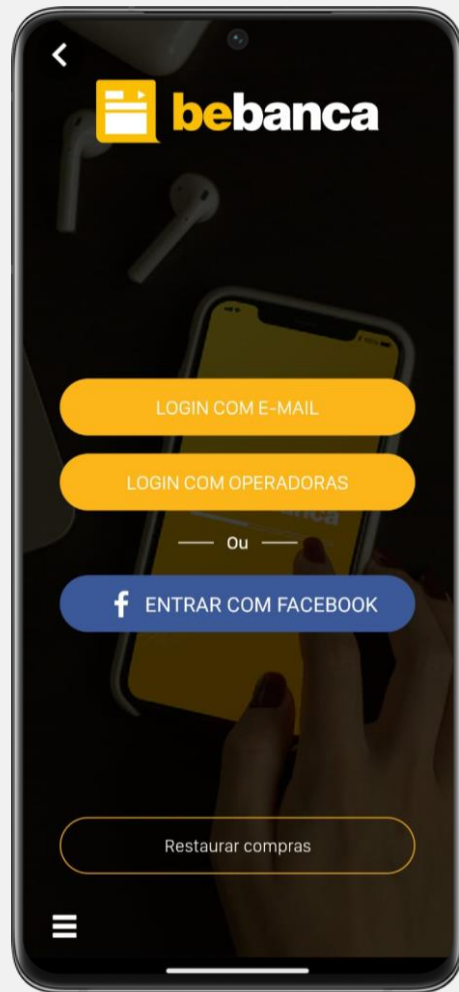 bebanca
LOGIN COM E-MAIL
LOGIN COM OPERADORAS
Ou
f ENTRAR COM FACEBOOK
Restaurar compras